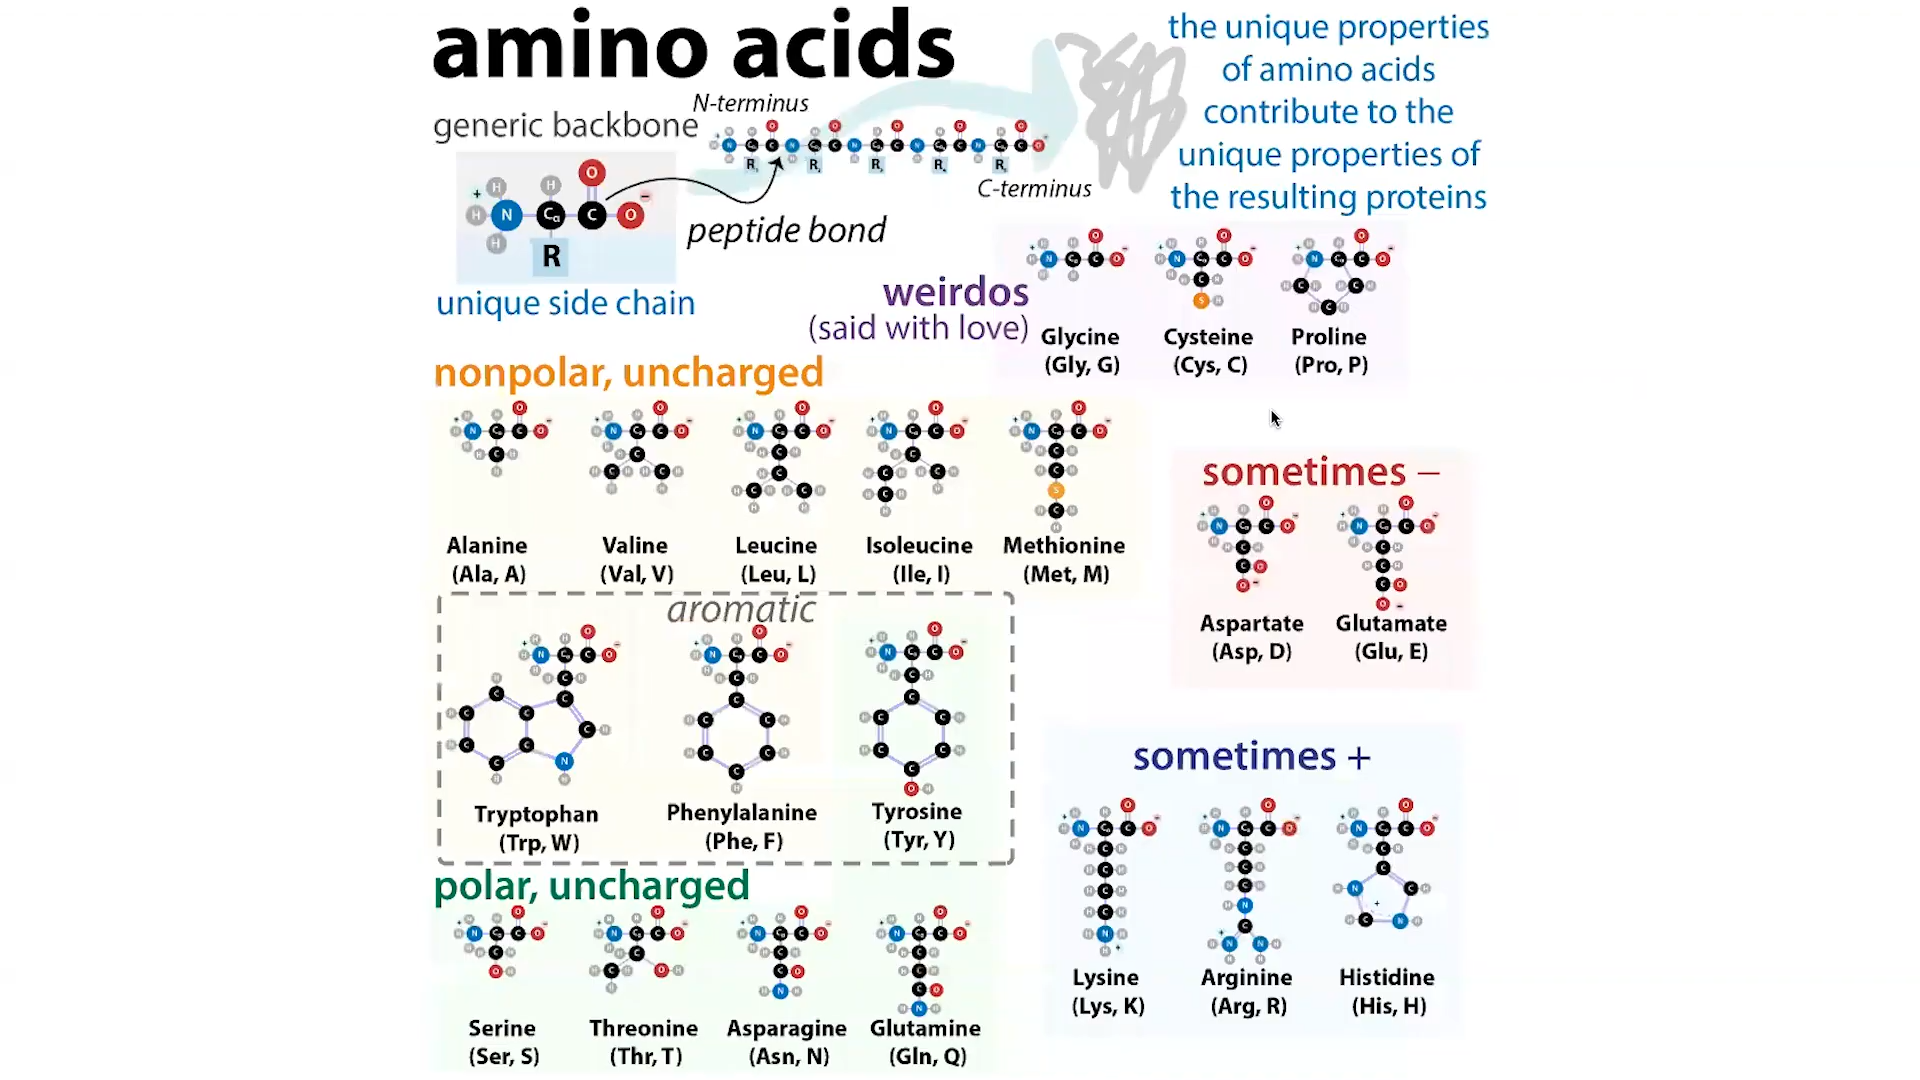 amino acids
the unique properties
of amino acids
contribute to the
unique properties of
the resulting proteins
N-terminus
generic backbone
C-terminus
peptide bond
R
unique side chain
weirdos
(said with love)
Glycine
(Gly, G)
Cysteine
(Cys, C)
Proline
(Pro, P)
nonpolar, uncharged
Alanine
(Ala, A)
Valine
(Val, V)
Leucine
(Leu, L)
Isoleucine
(Ile, I)
Methionine
(Met, M)
sometimes –
Aspartate
(Asp, D)
Glutamate
(Glu, E)
aromatic
Tryptophan
(Trp, W)
Phenylalanine
(Phe, F)
Tyrosine
(Tyr, Y)
sometimes +
Lysine
(Lys, K)
Arginine
(Arg, R)
Histidine
(His, H)
polar, uncharged
Serine
(Ser, S)
Threonine
(Thr, T)
Asparagine
(Asn, N)
Glutamine
(Gln, Q)